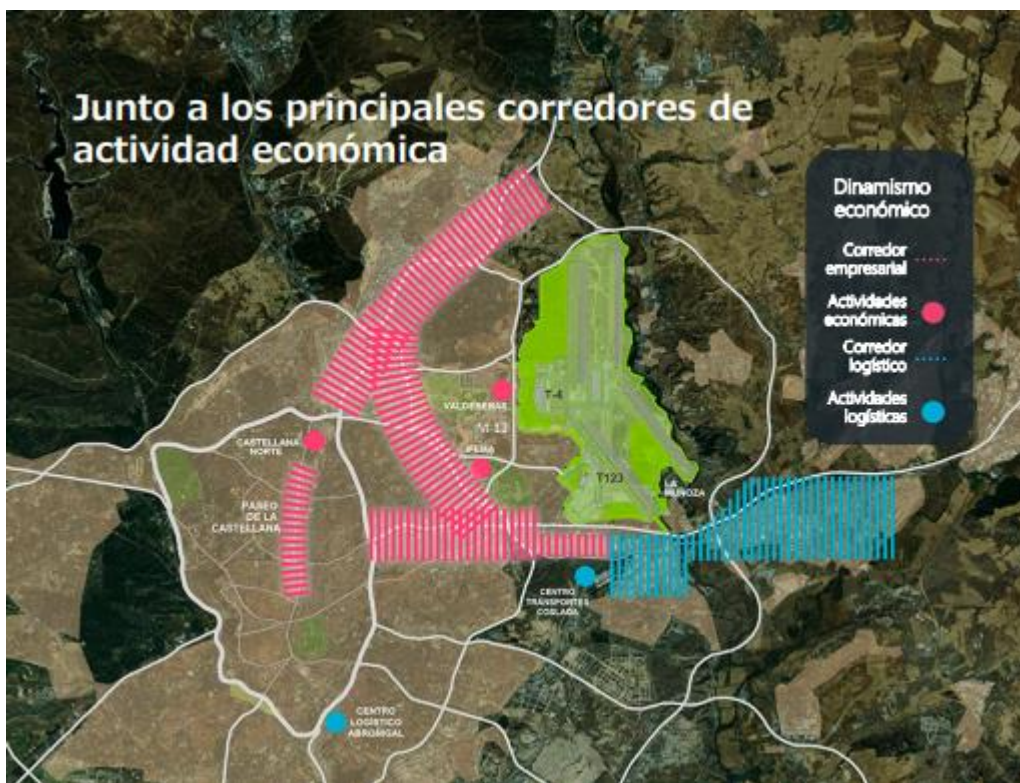 Junto a los principales corredores de
actividad económica
Dinamismo
económico
Corredor
empresarial
Actividades
económicas
Corredor
logístico
Actividades
logísticas
T-4
VALDEBEBAS
M-12
CASTELLANA
NORTE
IFEMA
T123
LA
MUÑOZA
PASEO
DE LA
CASTELLANA
CENTRO
TRANSPORTES
COSLADA
CENTRO
LOGÍSTICO
ABROÑIGAL